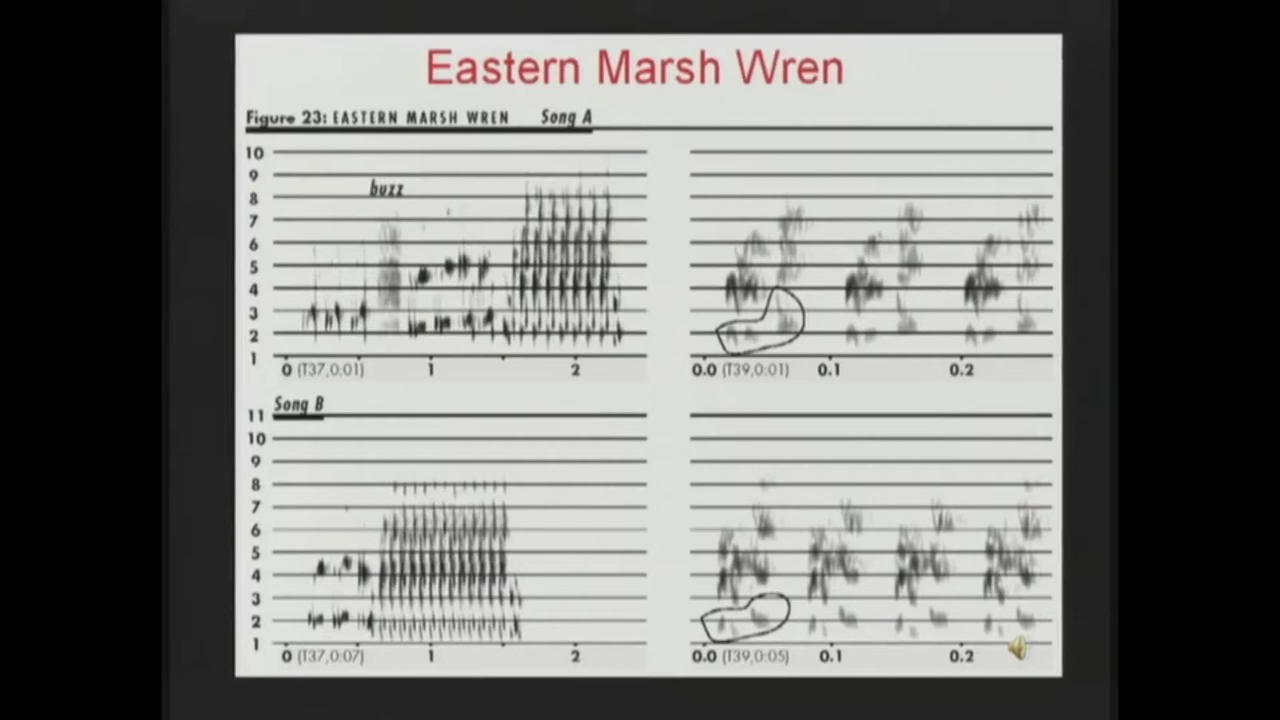 Eastern Marsh Wren
Figure 23: EASTERN MARSH WREN Song A
10
9
buzz
8
7
6
5
4
3
2
1
0 (T37,0:01) 1 2
0.0 (T39,0:01) 0.1 0.2
Song B
11
10
9
8
7
6
5
4
3
2
1
0 (T37,0:07) 1 2
0.0 (T39,0:05) 0.1 0.2